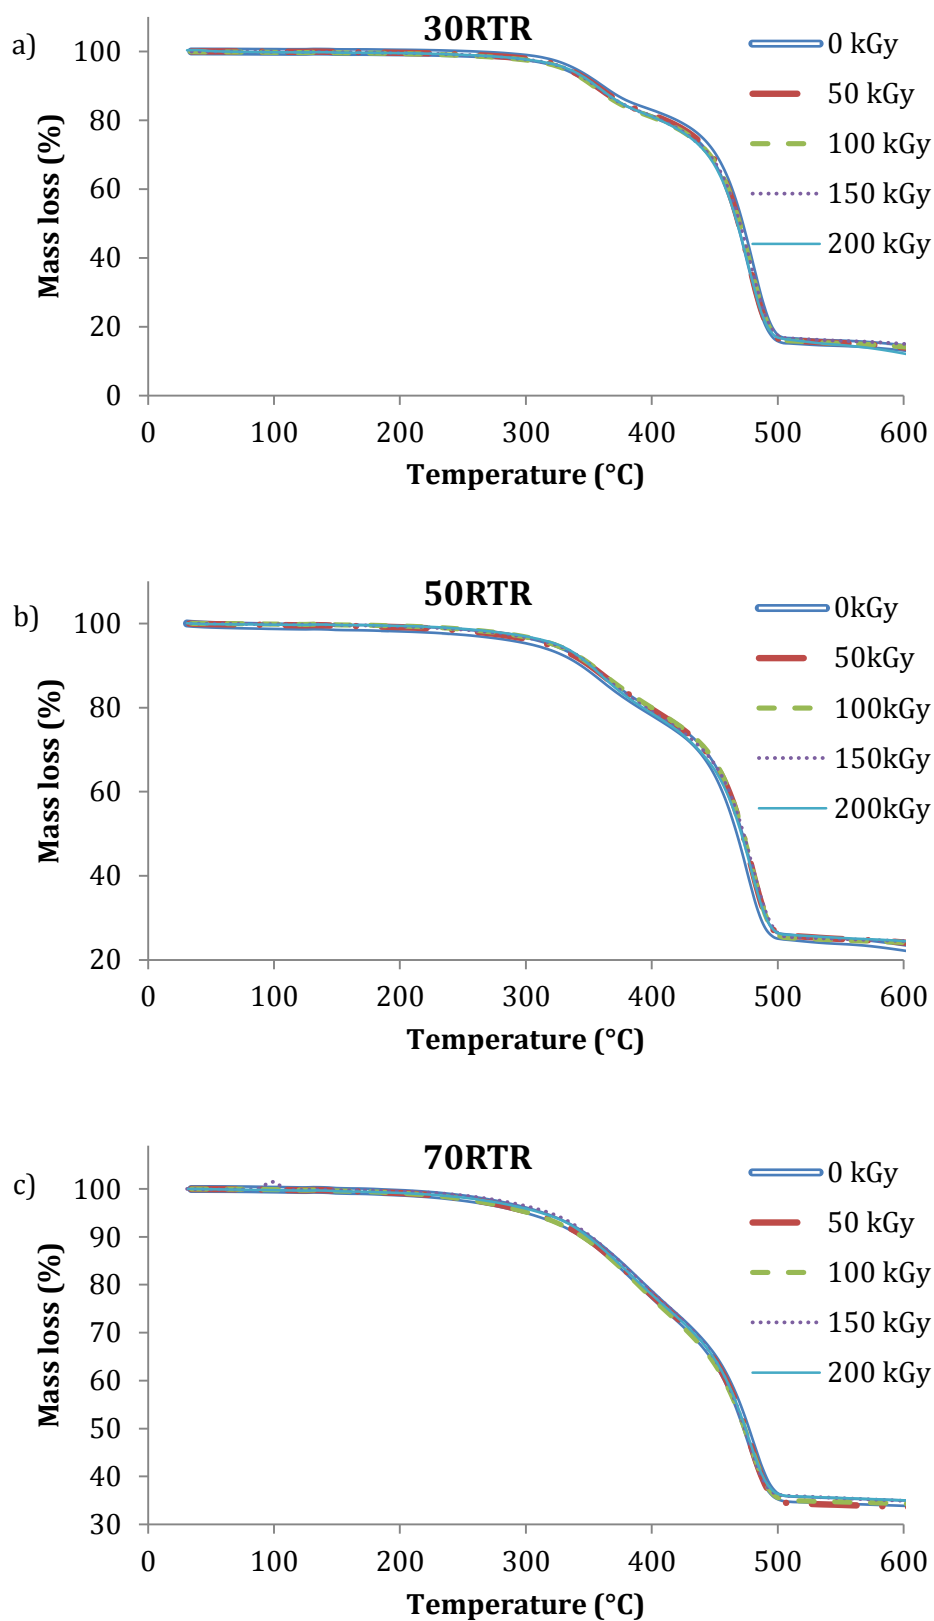 a)
30RTR
Mass loss (%)
100
80
60
40
20
0
0 100 200 300 400 500 600
Temperature (°C)
0 kGy
50 kGy
100 kGy
150 kGy
200 kGy
b)
50RTR
Mass loss (%)
100
80
60
40
20
0 100 200 300 400 500 600
Temperature (°C)
0kGy
50kGy
100kGy
150kGy
200kGy
c)
70RTR
Mass loss (%)
100
90
80
70
60
50
40
30
0 100 200 300 400 500 600
Temperature (°C)
0 kGy
50 kGy
100 kGy
150 kGy
200 kGy